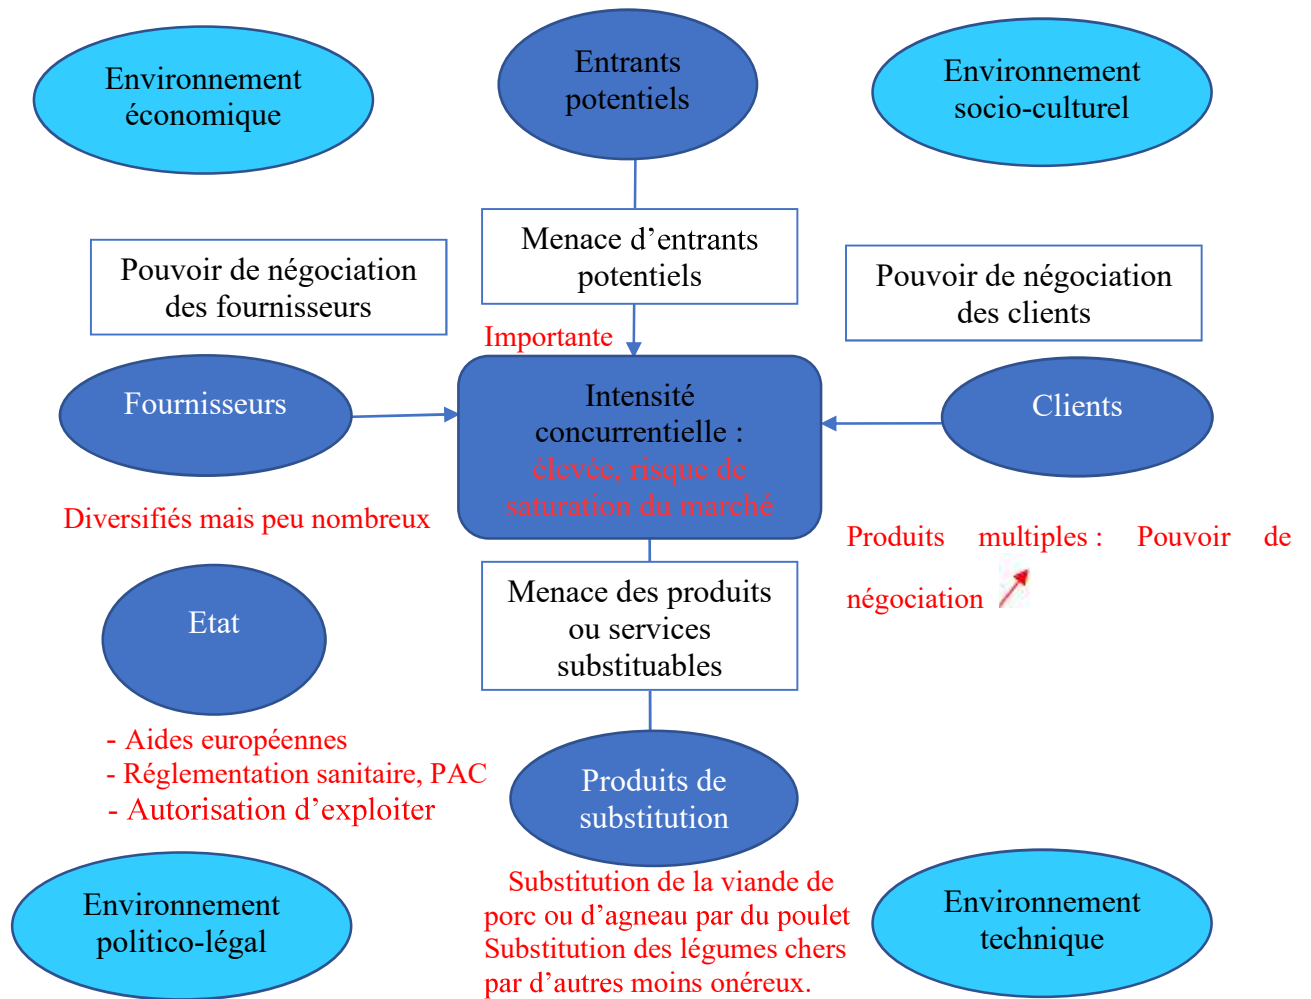 Environnement
économique
Entrants
potentiels
Environnement
socio-culturel
Pouvoir de négociation
des fournisseurs
Menace d’entrants
potentiels
Pouvoir de négociation
des clients
Importante
Fournisseurs
Intensité
concurrentielle :
élevée, risque de
saturation du marché
Clients
Diversifiés mais peu nombreux
Produits multiples : Pouvoir de
négociation
Etat
Menace des produits
ou services
substituables
- Aides européennes
- Réglementation sanitaire, PAC
- Autorisation d’exploiter
Produits de
substitution
Substitution de la viande de
porc ou d’agneau par du poulet
Substitution des légumes chers
par d’autres moins onéreux.
Environnement
politico-légal
Environnement
technique